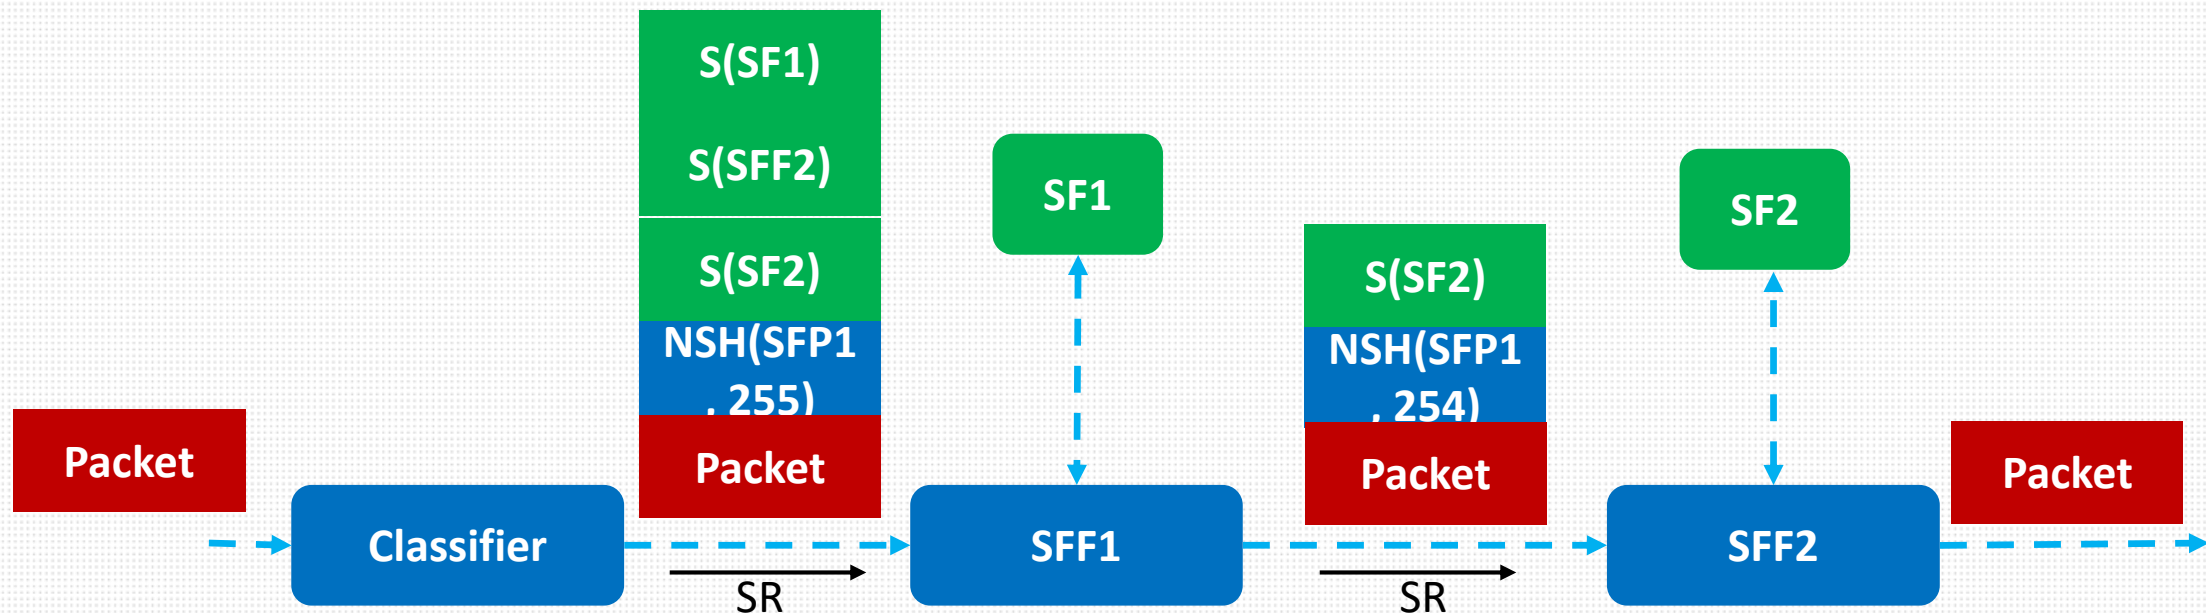 S(SF1)
S(SFF2)
S(SF2)
NSH(SFP1
, 255)
Packet
Packet
Classifier
SR
SF1
SFF1
S(SF2)
NSH(SFP1
, 254)
Packet
SR
SF2
SFF2
Packet